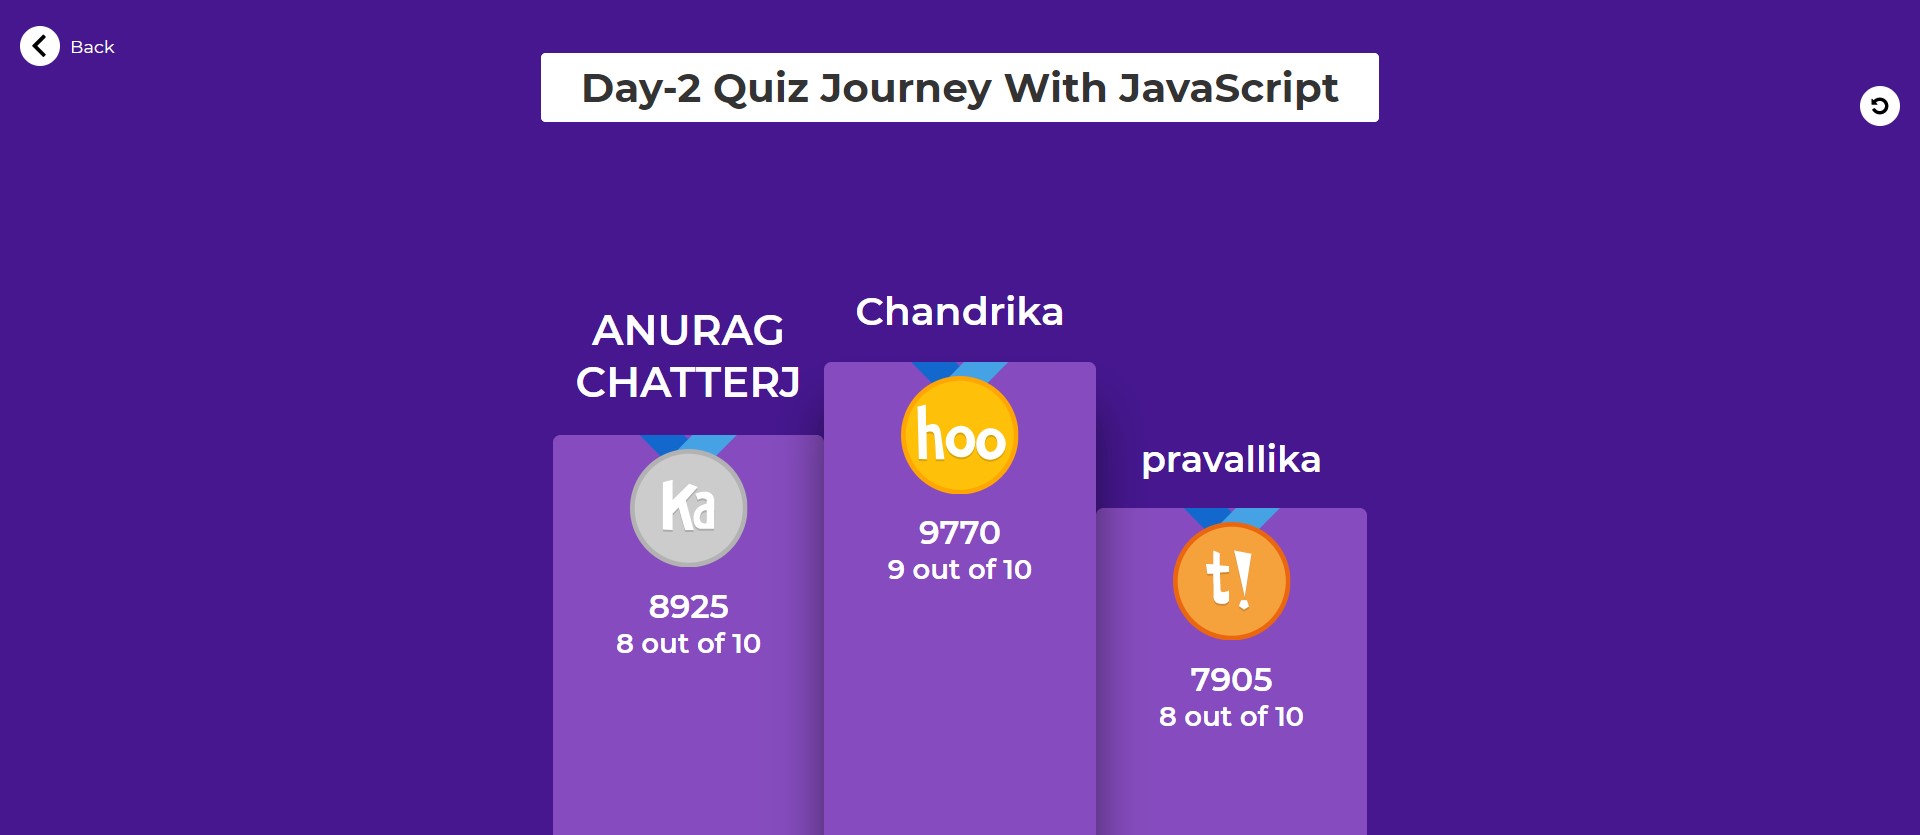 Back
Day-2 Quiz Journey With JavaScript
ANURAG
CHATTERJ
Ka
8925
8 out of 10
Chandrika
hoo
9770
9 out of 10
pravallika
t!
7905
8 out of 10